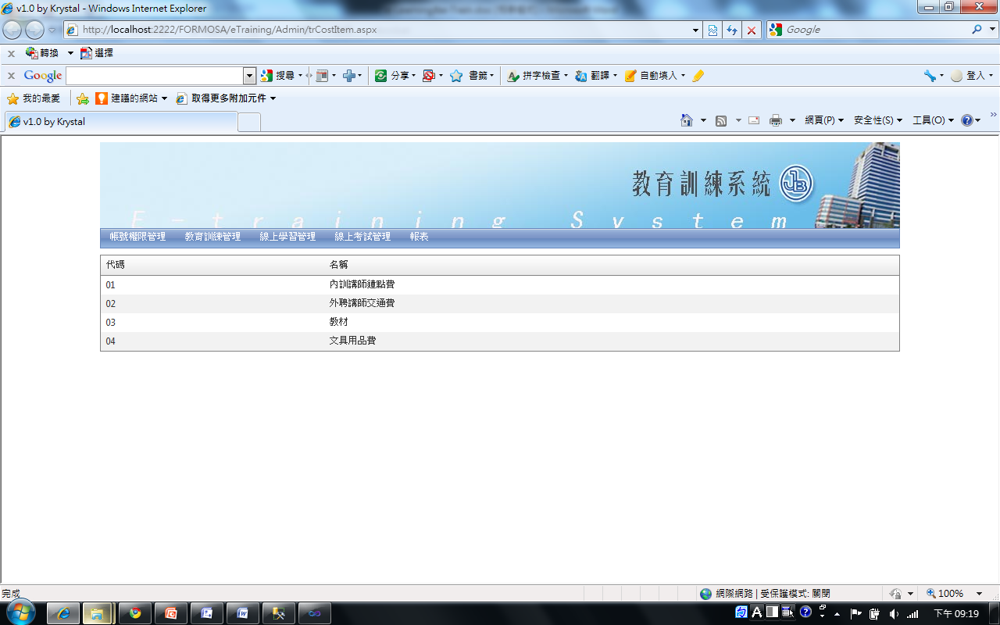 v1.0 by Krystal - Windows Internet Explorer
http://localhost:2222/FORMOSA/eTraining/Admin/trCostItem.aspx
Google
x 轉換 選擇
x Google 搜尋 分享 書籤 拼字檢查 翻譯 自動填入 登入
我的最愛 建議的網站 取得更多附加元件
v1.0 by Krystal 網頁(P) 安全性(S) 工具(O)
教育訓練系統 JB
E-training System
帳號權限管理 教育訓練管理 線上學習管理 線上考試管理 報表
代碼 名稱
01 內訓講師鐘點費
02 外聘講師交通費
03 教材
04 文具用品費
完成 網際網路 | 受保護模式: 關閉 100%
下午 09:19